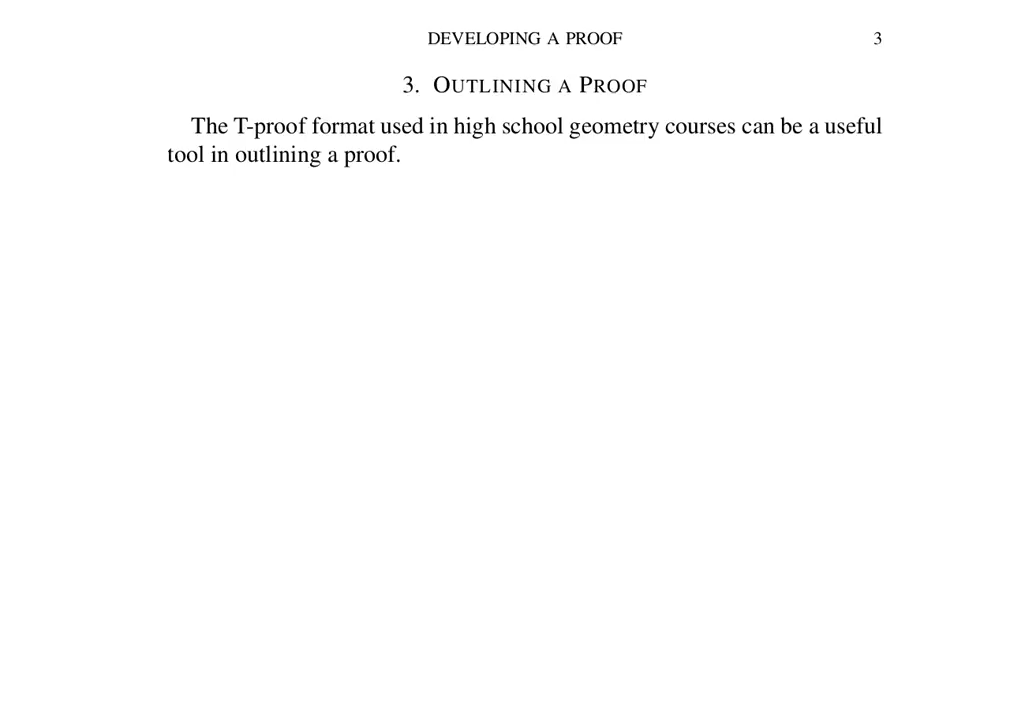 DEVELOPING A PROOF 3
3. OUTLINING A PROOF
The T-proof format used in high school geometry courses can be a useful
tool in outlining a proof.